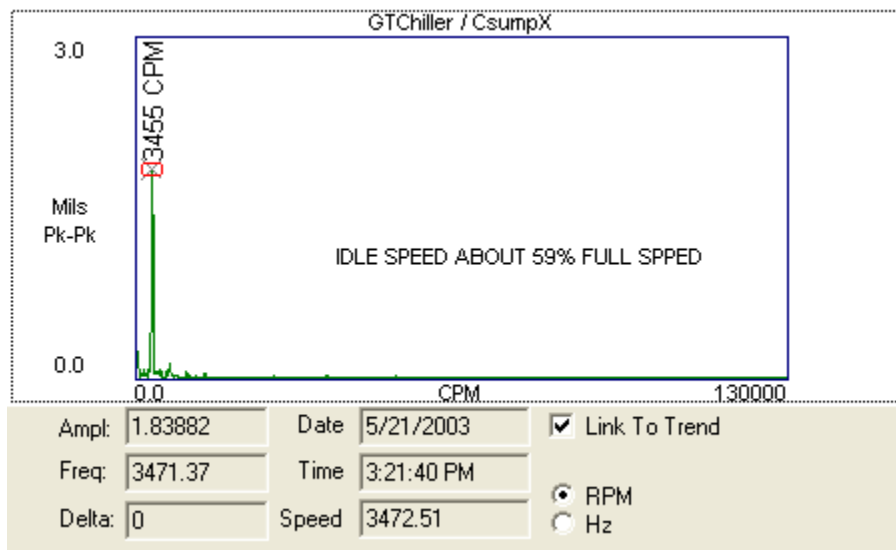 GTChiller / CsumpX
3.0
3455 CPM
Mils
Pk-Pk
IDLE SPEED ABOUT 59% FULL SPPED
0.0
0.0 CPM 130000
Ampl: 1.83882 Date 5/21/2003 Link To Trend
Freq: 3471.37 Time 3:21:40 PM
RPM
Delta: 0 Speed 3472.51
Hz